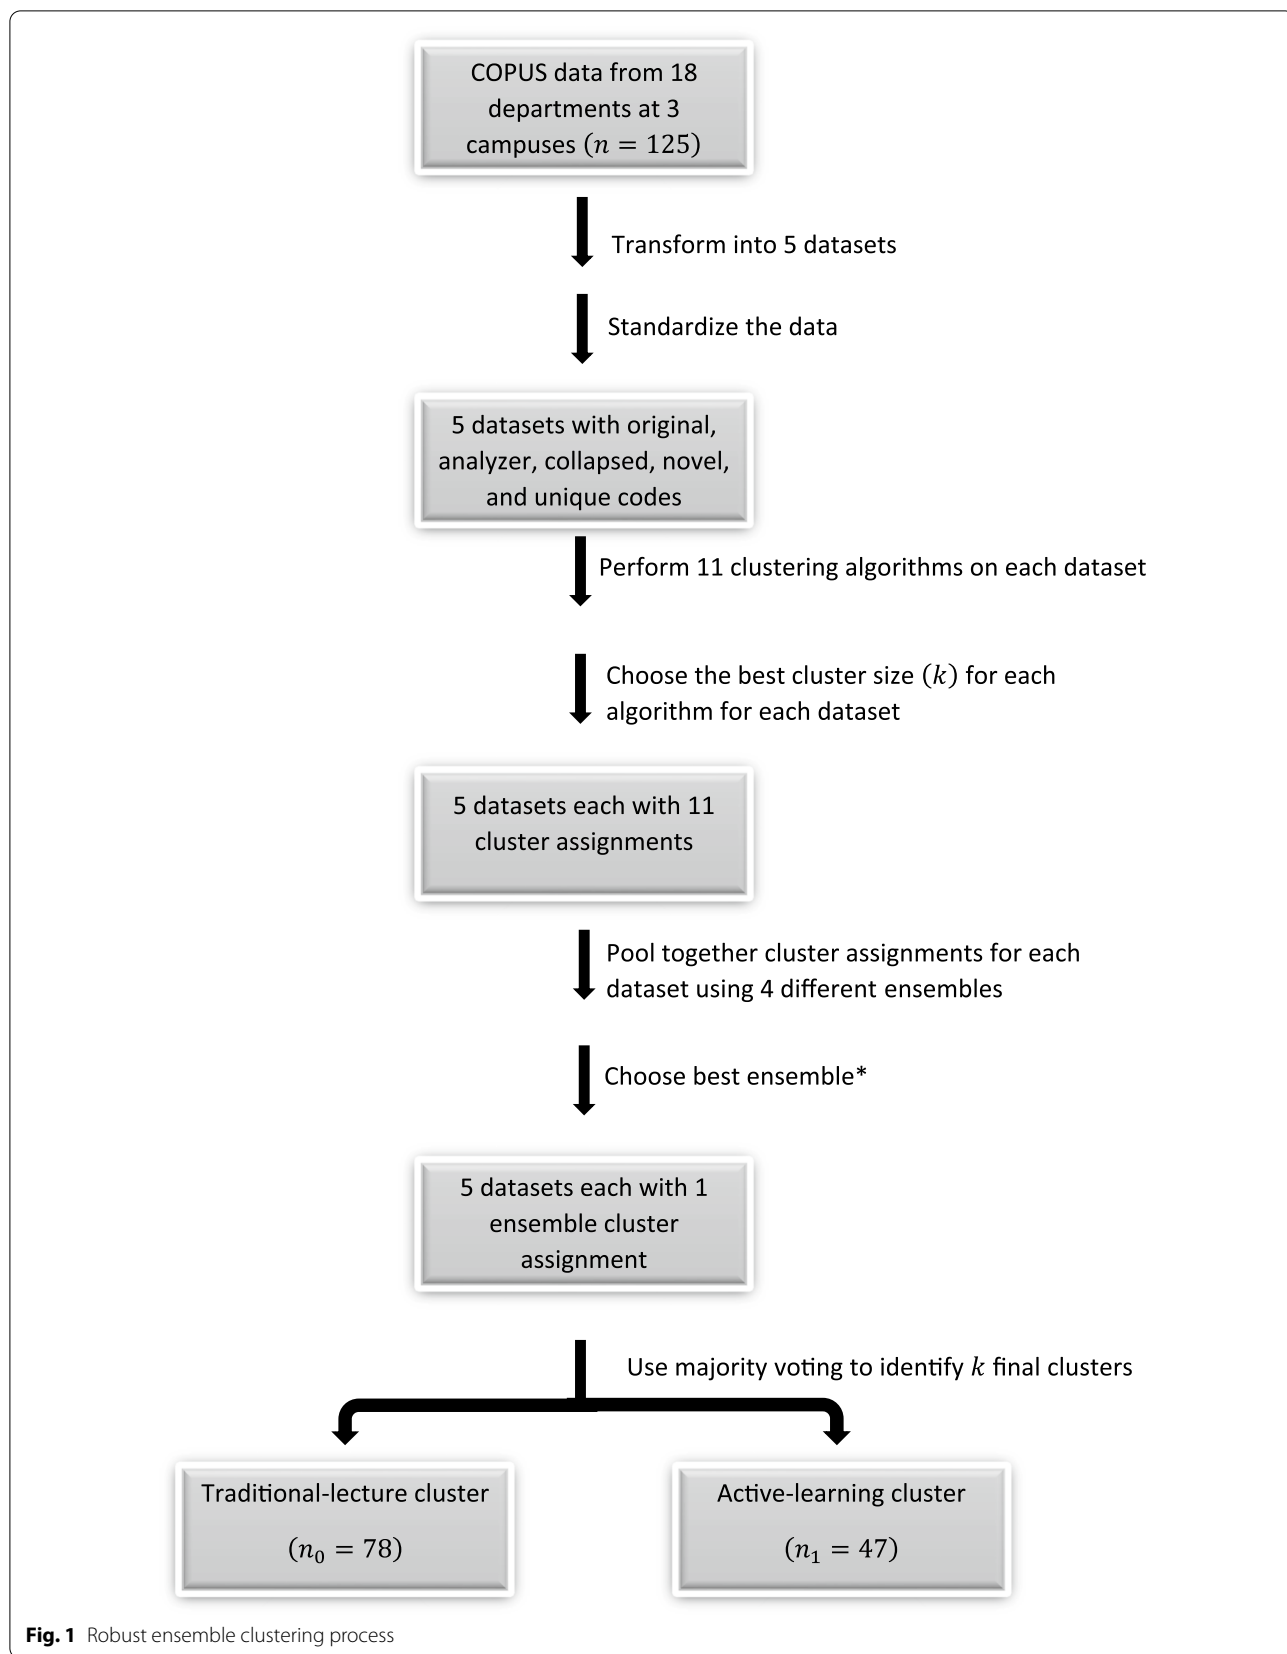 COPUS data from 18
departments at 3
campuses (n = 125)
Transform into 5 datasets
Standardize the data
5 datasets with original,
analyzer, collapsed, novel,
and unique codes
Perform 11 clustering algorithms on each dataset
Choose the best cluster size (k) for each
algorithm for each dataset
5 datasets each with 11
cluster assignments
Pool together cluster assignments for each
dataset using 4 different ensembles
Choose best ensemble*
5 datasets each with 1
ensemble cluster
assignment
Use majority voting to identify k final clusters
Traditional-lecture cluster
(n₀ = 78)
Active-learning cluster
(n₁ = 47)
Fig. 1 Robust ensemble clustering process